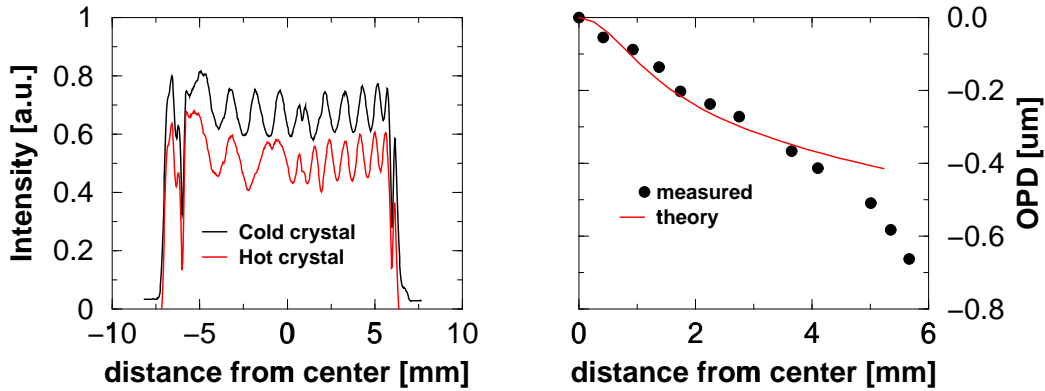 1
0.8
0.6
0.4
0.2
0
Intensity [a.u.]
Cold crystal
Hot crystal
−10 −5 0 5 10
distance from center [mm]
0.0
−0.2
−0.4
−0.6
−0.8
OPD [um]
measured
theory
0 2 4 6
distance from center [mm]